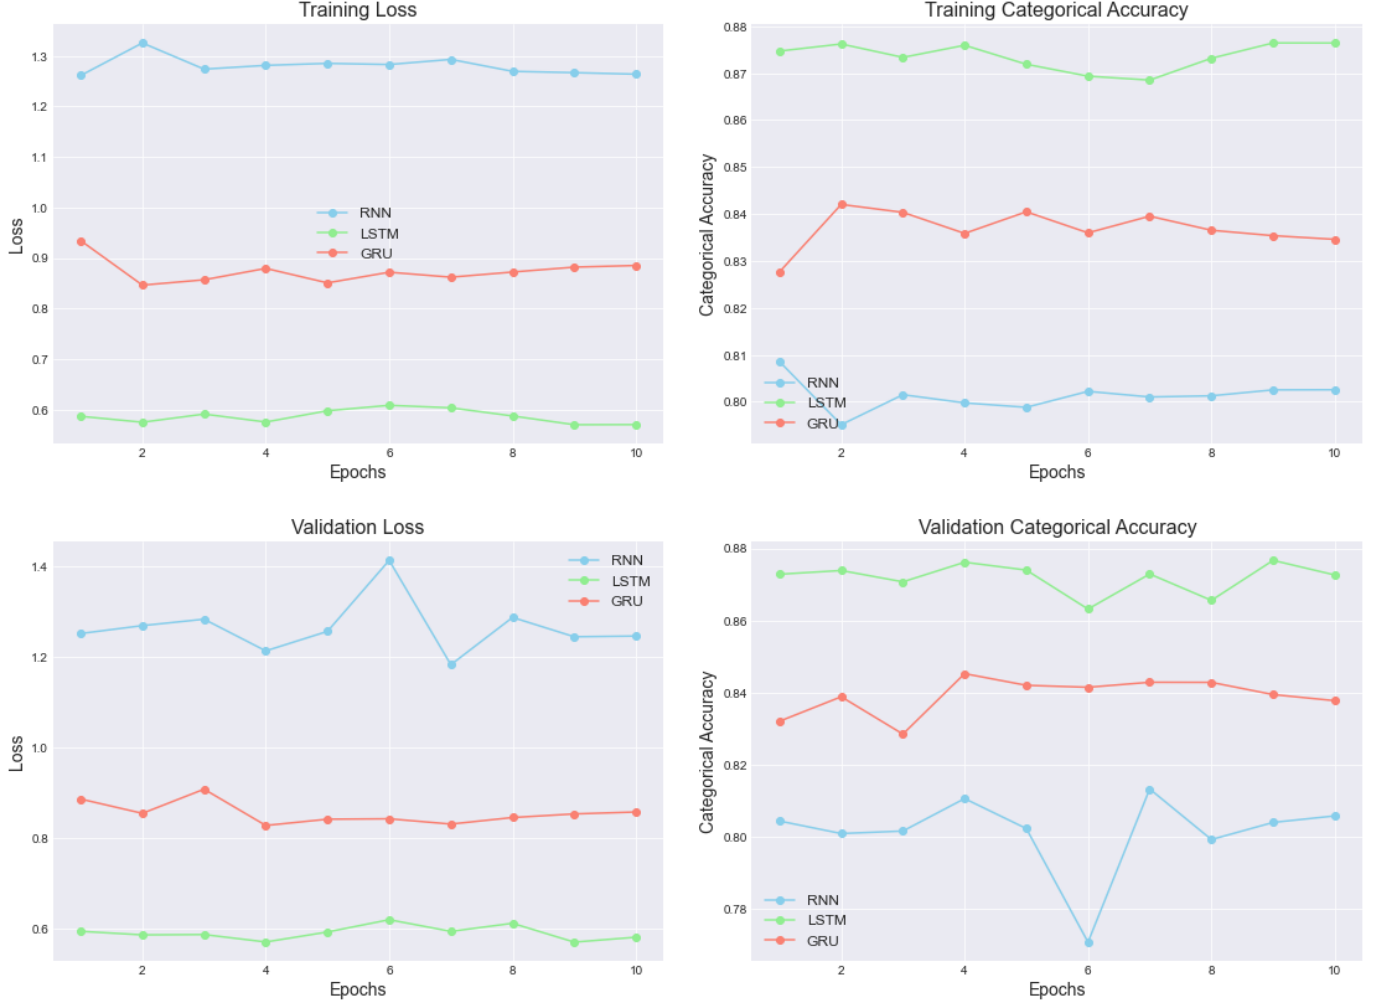 Training Loss
1.3
1.2
1.1
1.0
0.9
0.8
0.7
0.6
Loss
RNN
LSTM
GRU
2 4 6 8 10
Epochs
Training Categorical Accuracy
0.88
0.87
0.86
0.85
0.84
0.83
0.82
0.81
0.80
Categorical Accuracy
RNN
LSTM
GRU
2 4 6 8 10
Epochs
Validation Loss
1.4
1.2
1.0
0.8
0.6
Loss
RNN
LSTM
GRU
2 4 6 8 10
Epochs
Validation Categorical Accuracy
0.88
0.86
0.84
0.82
0.80
0.78
Categorical Accuracy
RNN
LSTM
GRU
2 4 6 8 10
Epochs